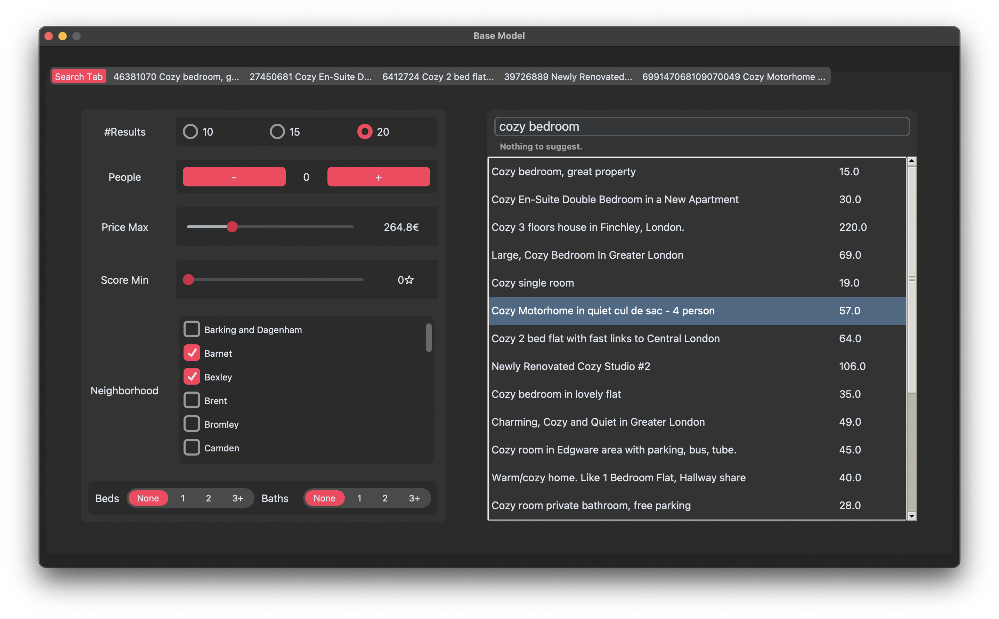 Base Model
Search Tab 46381070 Cozy bedroom, g... 27450681 Cozy En-Suite D... 6412724 Cozy 2 bed flat... 39726889 Newly Renovated... 699147068109070049 Cozy Motorhome ...
#Results 10 15 20
People - 0 +
Price Max 264.8€
Score Min 0☆
Neighborhood
Barking and Dagenham
Barnet
Bexley
Brent
Bromley
Camden
Beds None 1 2 3+ Baths None 1 2 3+
cozy bedroom
Nothing to suggest.
Cozy bedroom, great property 15.0
Cozy En-Suite Double Bedroom in a New Apartment 30.0
Cozy 3 floors house in Finchley, London. 220.0
Large, Cozy Bedroom In Greater London 69.0
Cozy single room 19.0
Cozy Motorhome in quiet cul de sac - 4 person 57.0
Cozy 2 bed flat with fast links to Central London 64.0
Newly Renovated Cozy Studio #2 106.0
Cozy bedroom in lovely flat 35.0
Charming, Cozy and Quiet in Greater London 49.0
Cozy room in Edgware area with parking, bus, tube. 45.0
Warm/cozy home. Like 1 Bedroom Flat, Hallway share 40.0
Cozy room private bathroom, free parking 28.0